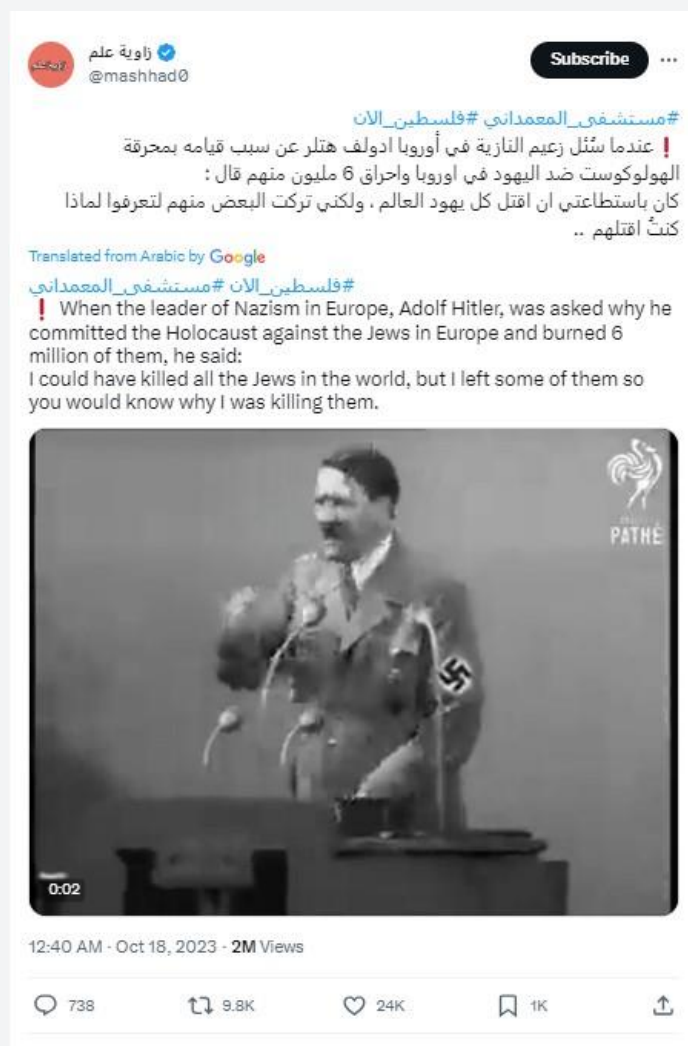 زاوية علم
@mashhad0
Subscribe
#مستشفى_المعمداني #فلسطين_الان
❗ عندما سُئل زعيم النازية في أوروبا ادولف هتلر عن سبب قيامه بمحرقة
الهولوكوست ضد اليهود في اوروبا واحراق 6 مليون منهم قال :
كان باستطاعتي ان اقتل كل يهود العالم ، ولكني تركت البعض منهم لتعرفوا لماذا
كنتُ اقتلهم ..
Translated from Arabic by Google
#فلسطين_الان #مستشفى_المعمداني
❗ When the leader of Nazism in Europe, Adolf Hitler, was asked why he
committed the Holocaust against the Jews in Europe and burned 6
million of them, he said:
I could have killed all the Jews in the world, but I left some of them so
you would know why I was killing them.
PATHÉ
0:02
12:40 AM · Oct 18, 2023 · 2M Views
738 9.8K 24K 1K